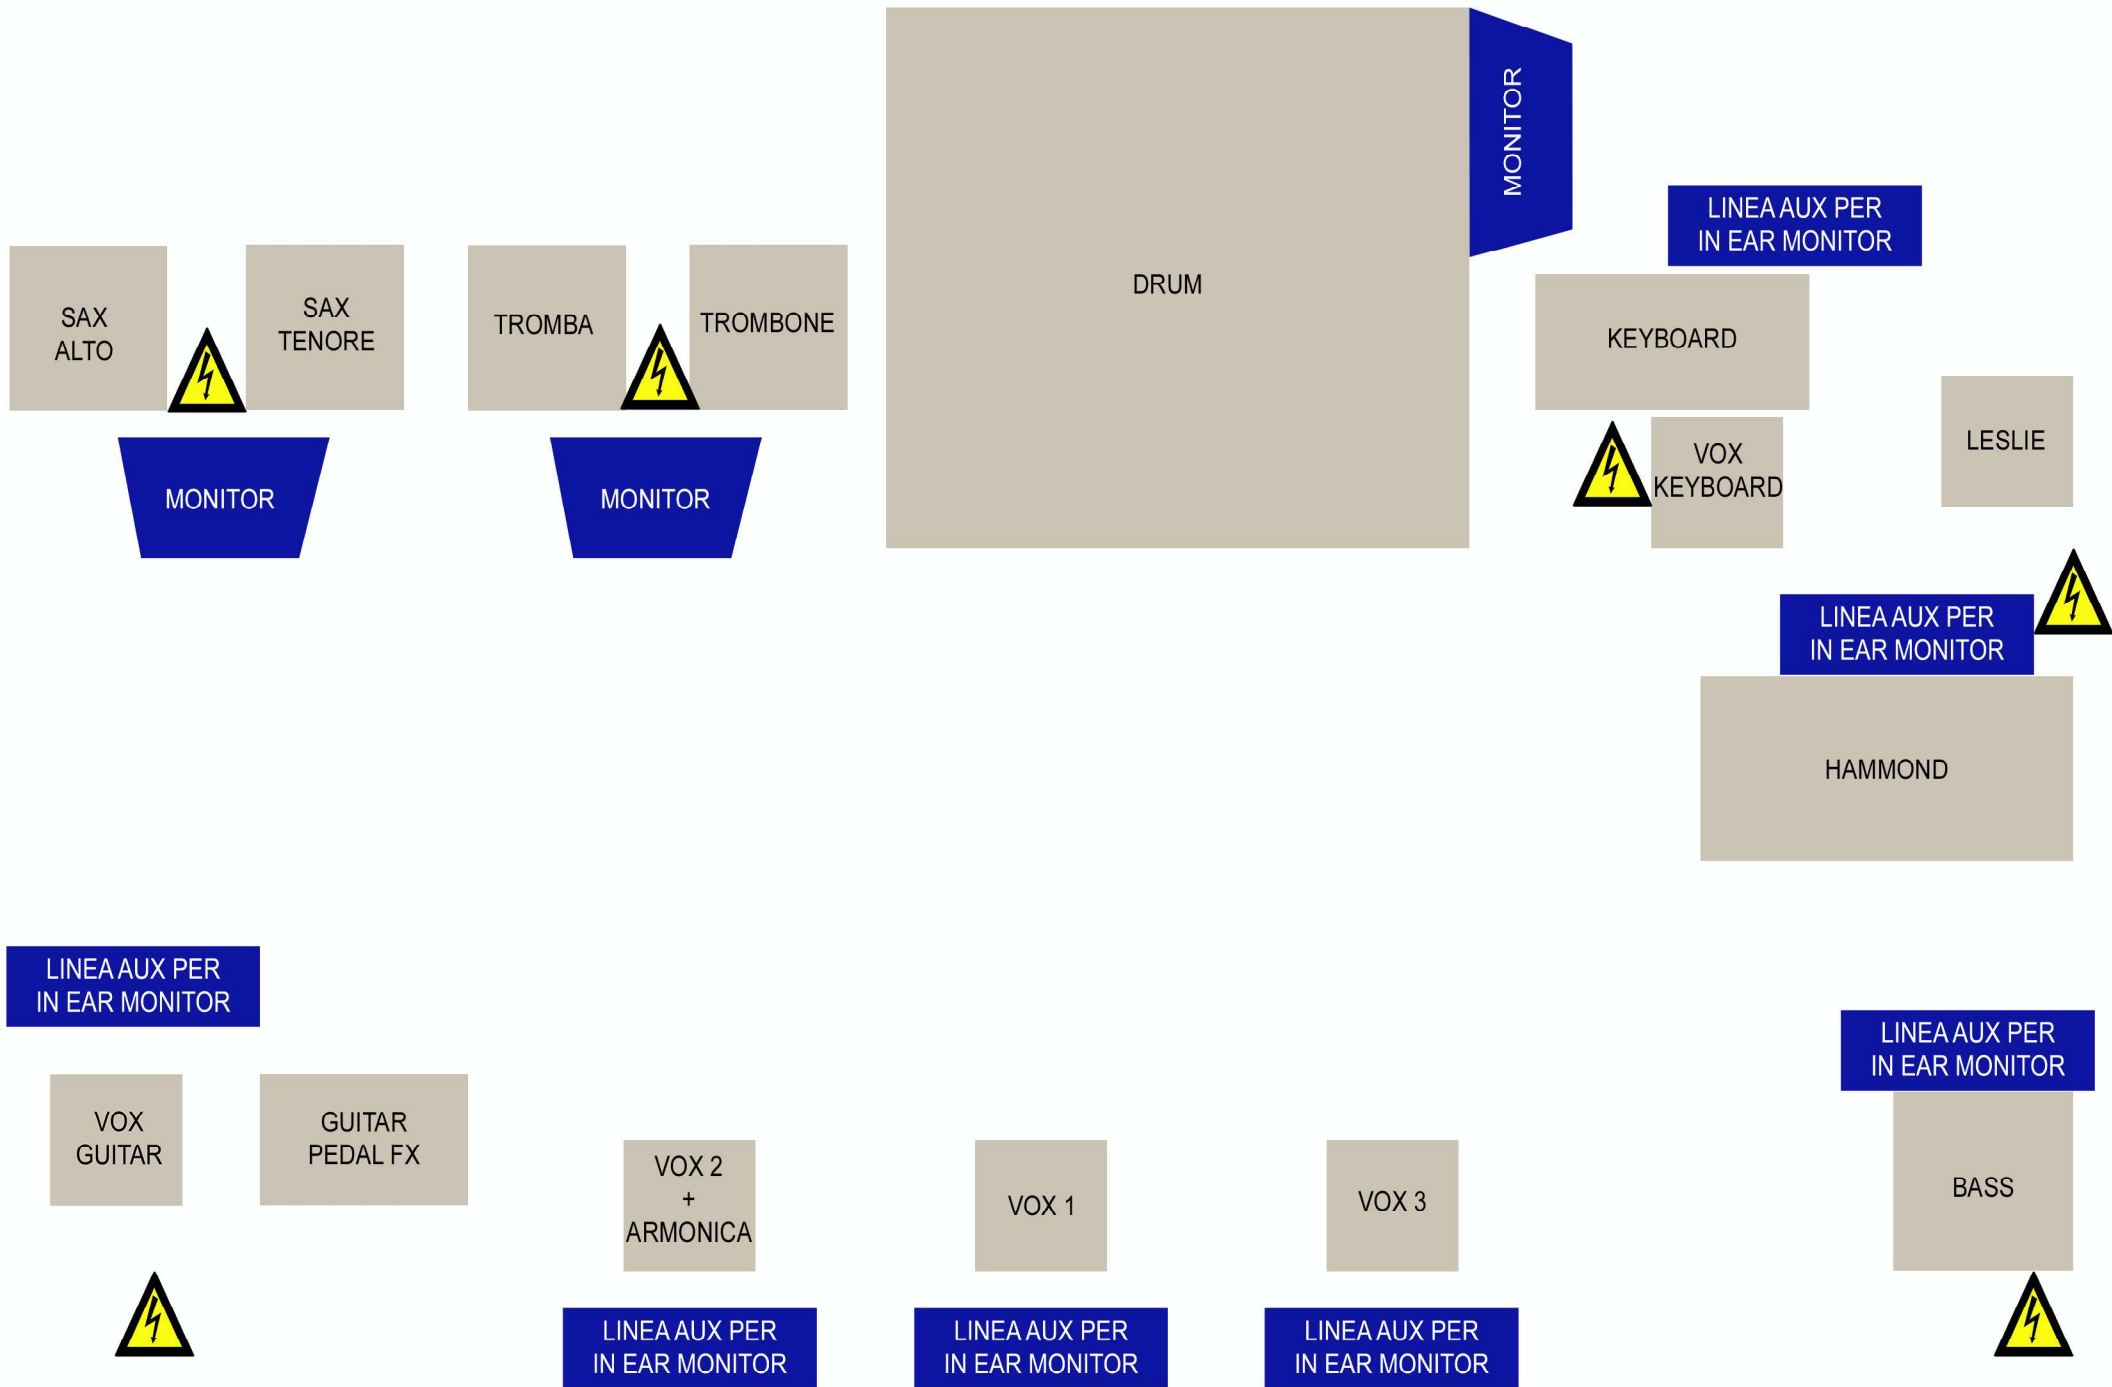 MONITOR
LINEA AUX PER
IN EAR MONITOR
SAX
ALTO
SAX
TENORE
TROMBA
TROMBONE
DRUM
KEYBOARD
VOX
KEYBOARD
LESLIE
MONITOR
MONITOR
LINEA AUX PER
IN EAR MONITOR
HAMMOND
LINEA AUX PER
IN EAR MONITOR
LINEA AUX PER
IN EAR MONITOR
VOX
GUITAR
GUITAR
PEDAL FX
VOX 2
+
ARMONICA
VOX 1
VOX 3
BASS
LINEA AUX PER
IN EAR MONITOR
LINEA AUX PER
IN EAR MONITOR
LINEA AUX PER
IN EAR MONITOR